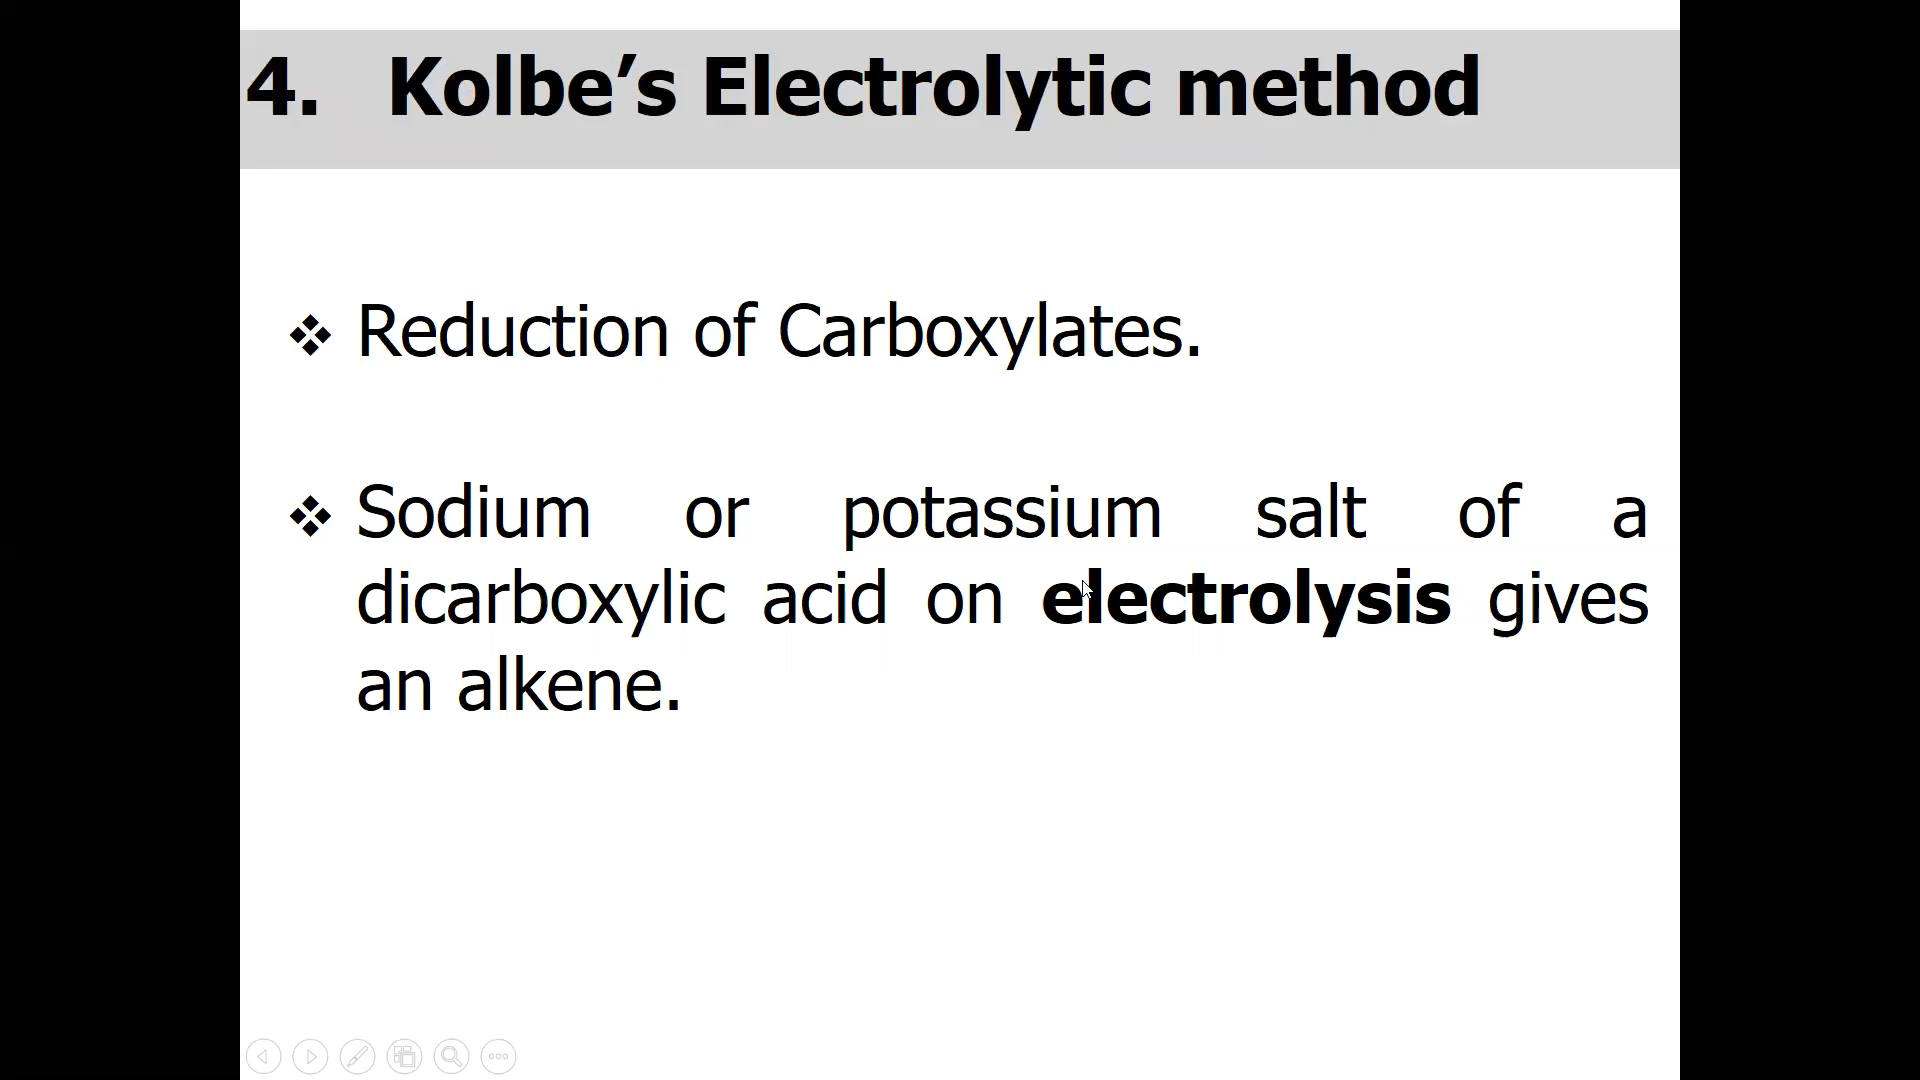 4. Kolbe’s Electrolytic method
❖ Reduction of Carboxylates.
❖ Sodium or potassium salt of a
dicarboxylic acid on electrolysis gives
an alkene.